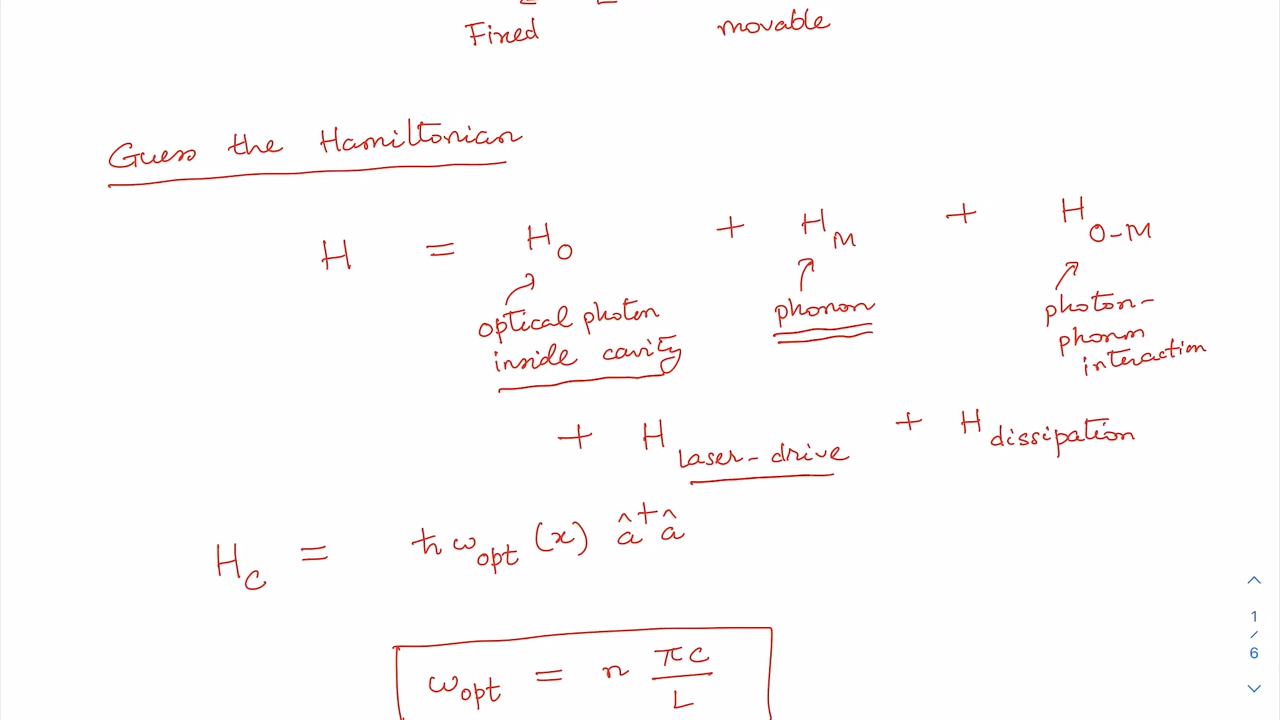 Fixed movable
Guess the Hamiltonian
H = H_O + H_M + H_O-M
optical photon
inside cavity
phonon
photon-
phonon
interaction
+ H_laser-drive + H_dissipation
H_C = ħω_opt (x) â†â
ω_opt = n πc/L
1
/
6